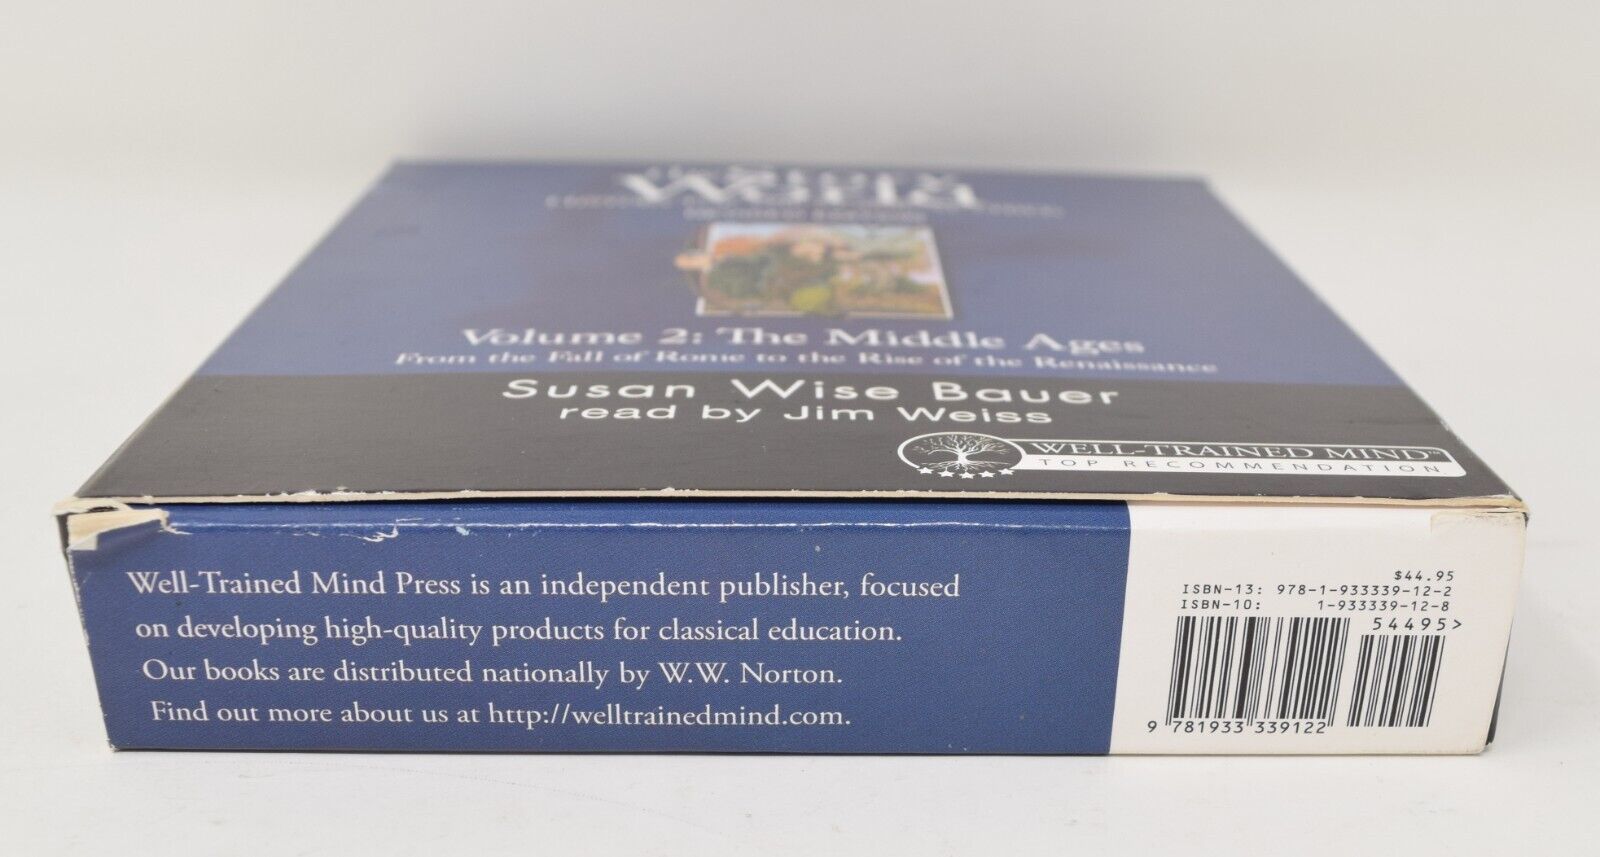 World
Volume 2: The Middle Ages
From the Fall of Rome to the Rise of the Renaissance
Susan Wise Bauer
read by Jim Weiss
WELL-TRAINED MIND™
TOP RECOMMENDATION
Well-Trained Mind Press is an independent publisher, focused
on developing high-quality products for classical education.
Our books are distributed nationally by W.W. Norton.
Find out more about us at http://welltrainedmind.com.
$44.95
ISBN-13: 978-1-933339-12-2
ISBN-10: 1-933339-12-8
54495>
9 781933 339122